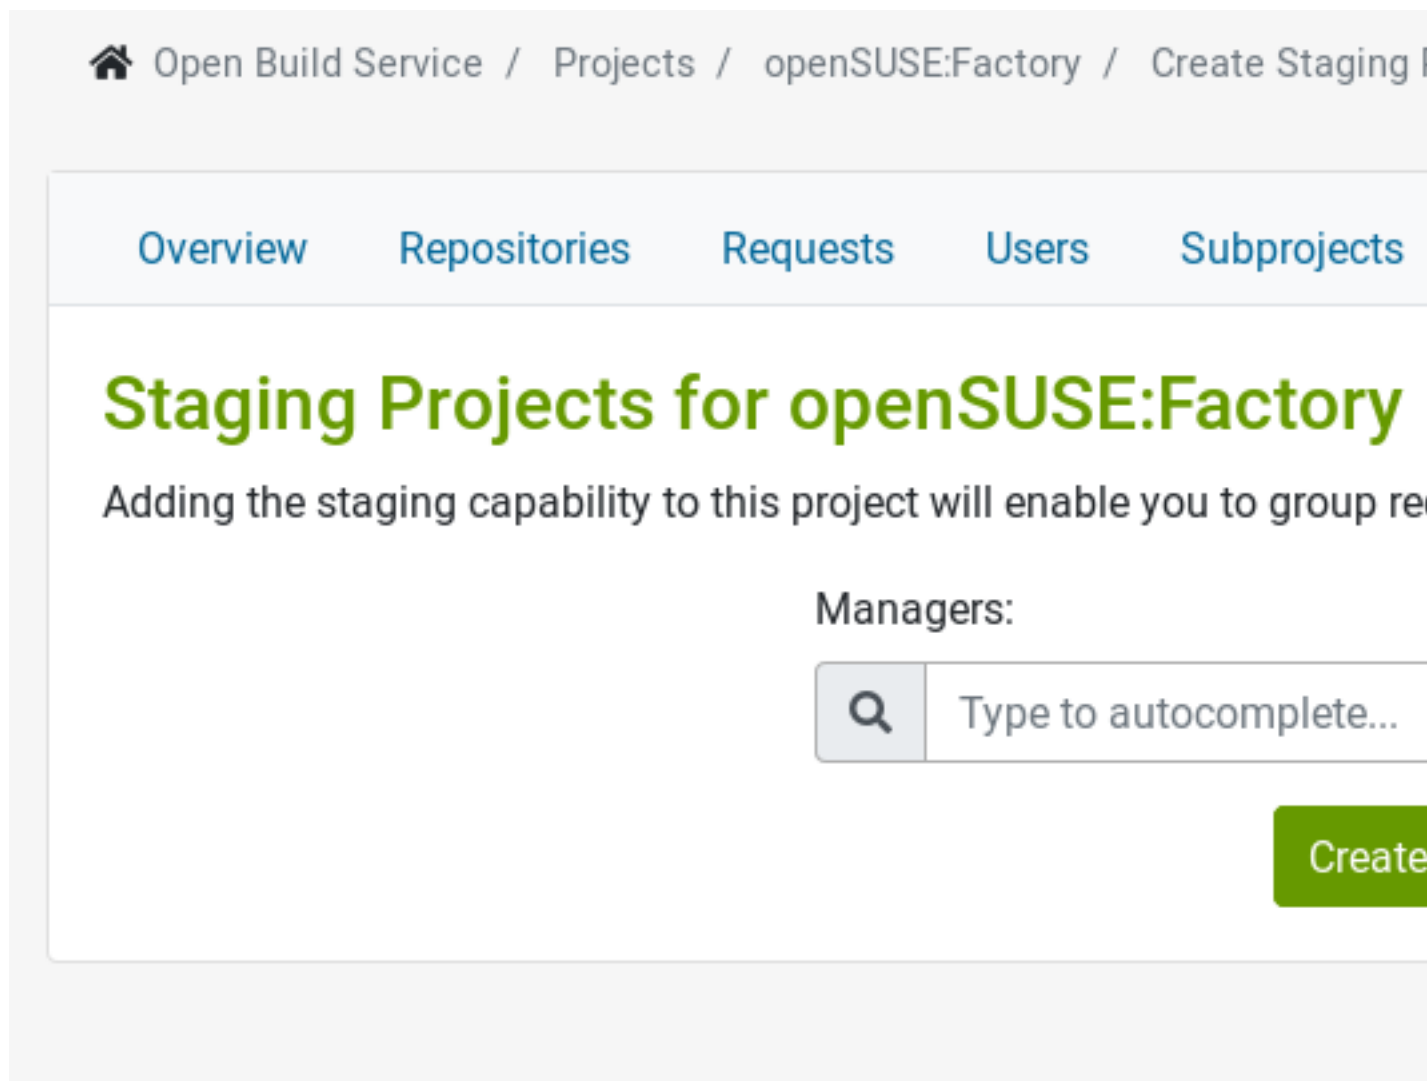 Open Build Service / Projects / openSUSE:Factory / Create Staging
Overview Repositories Requests Users Subprojects
Staging Projects for openSUSE:Factory
Adding the staging capability to this project will enable you to group
Managers:
Type to autocomplete...
Create